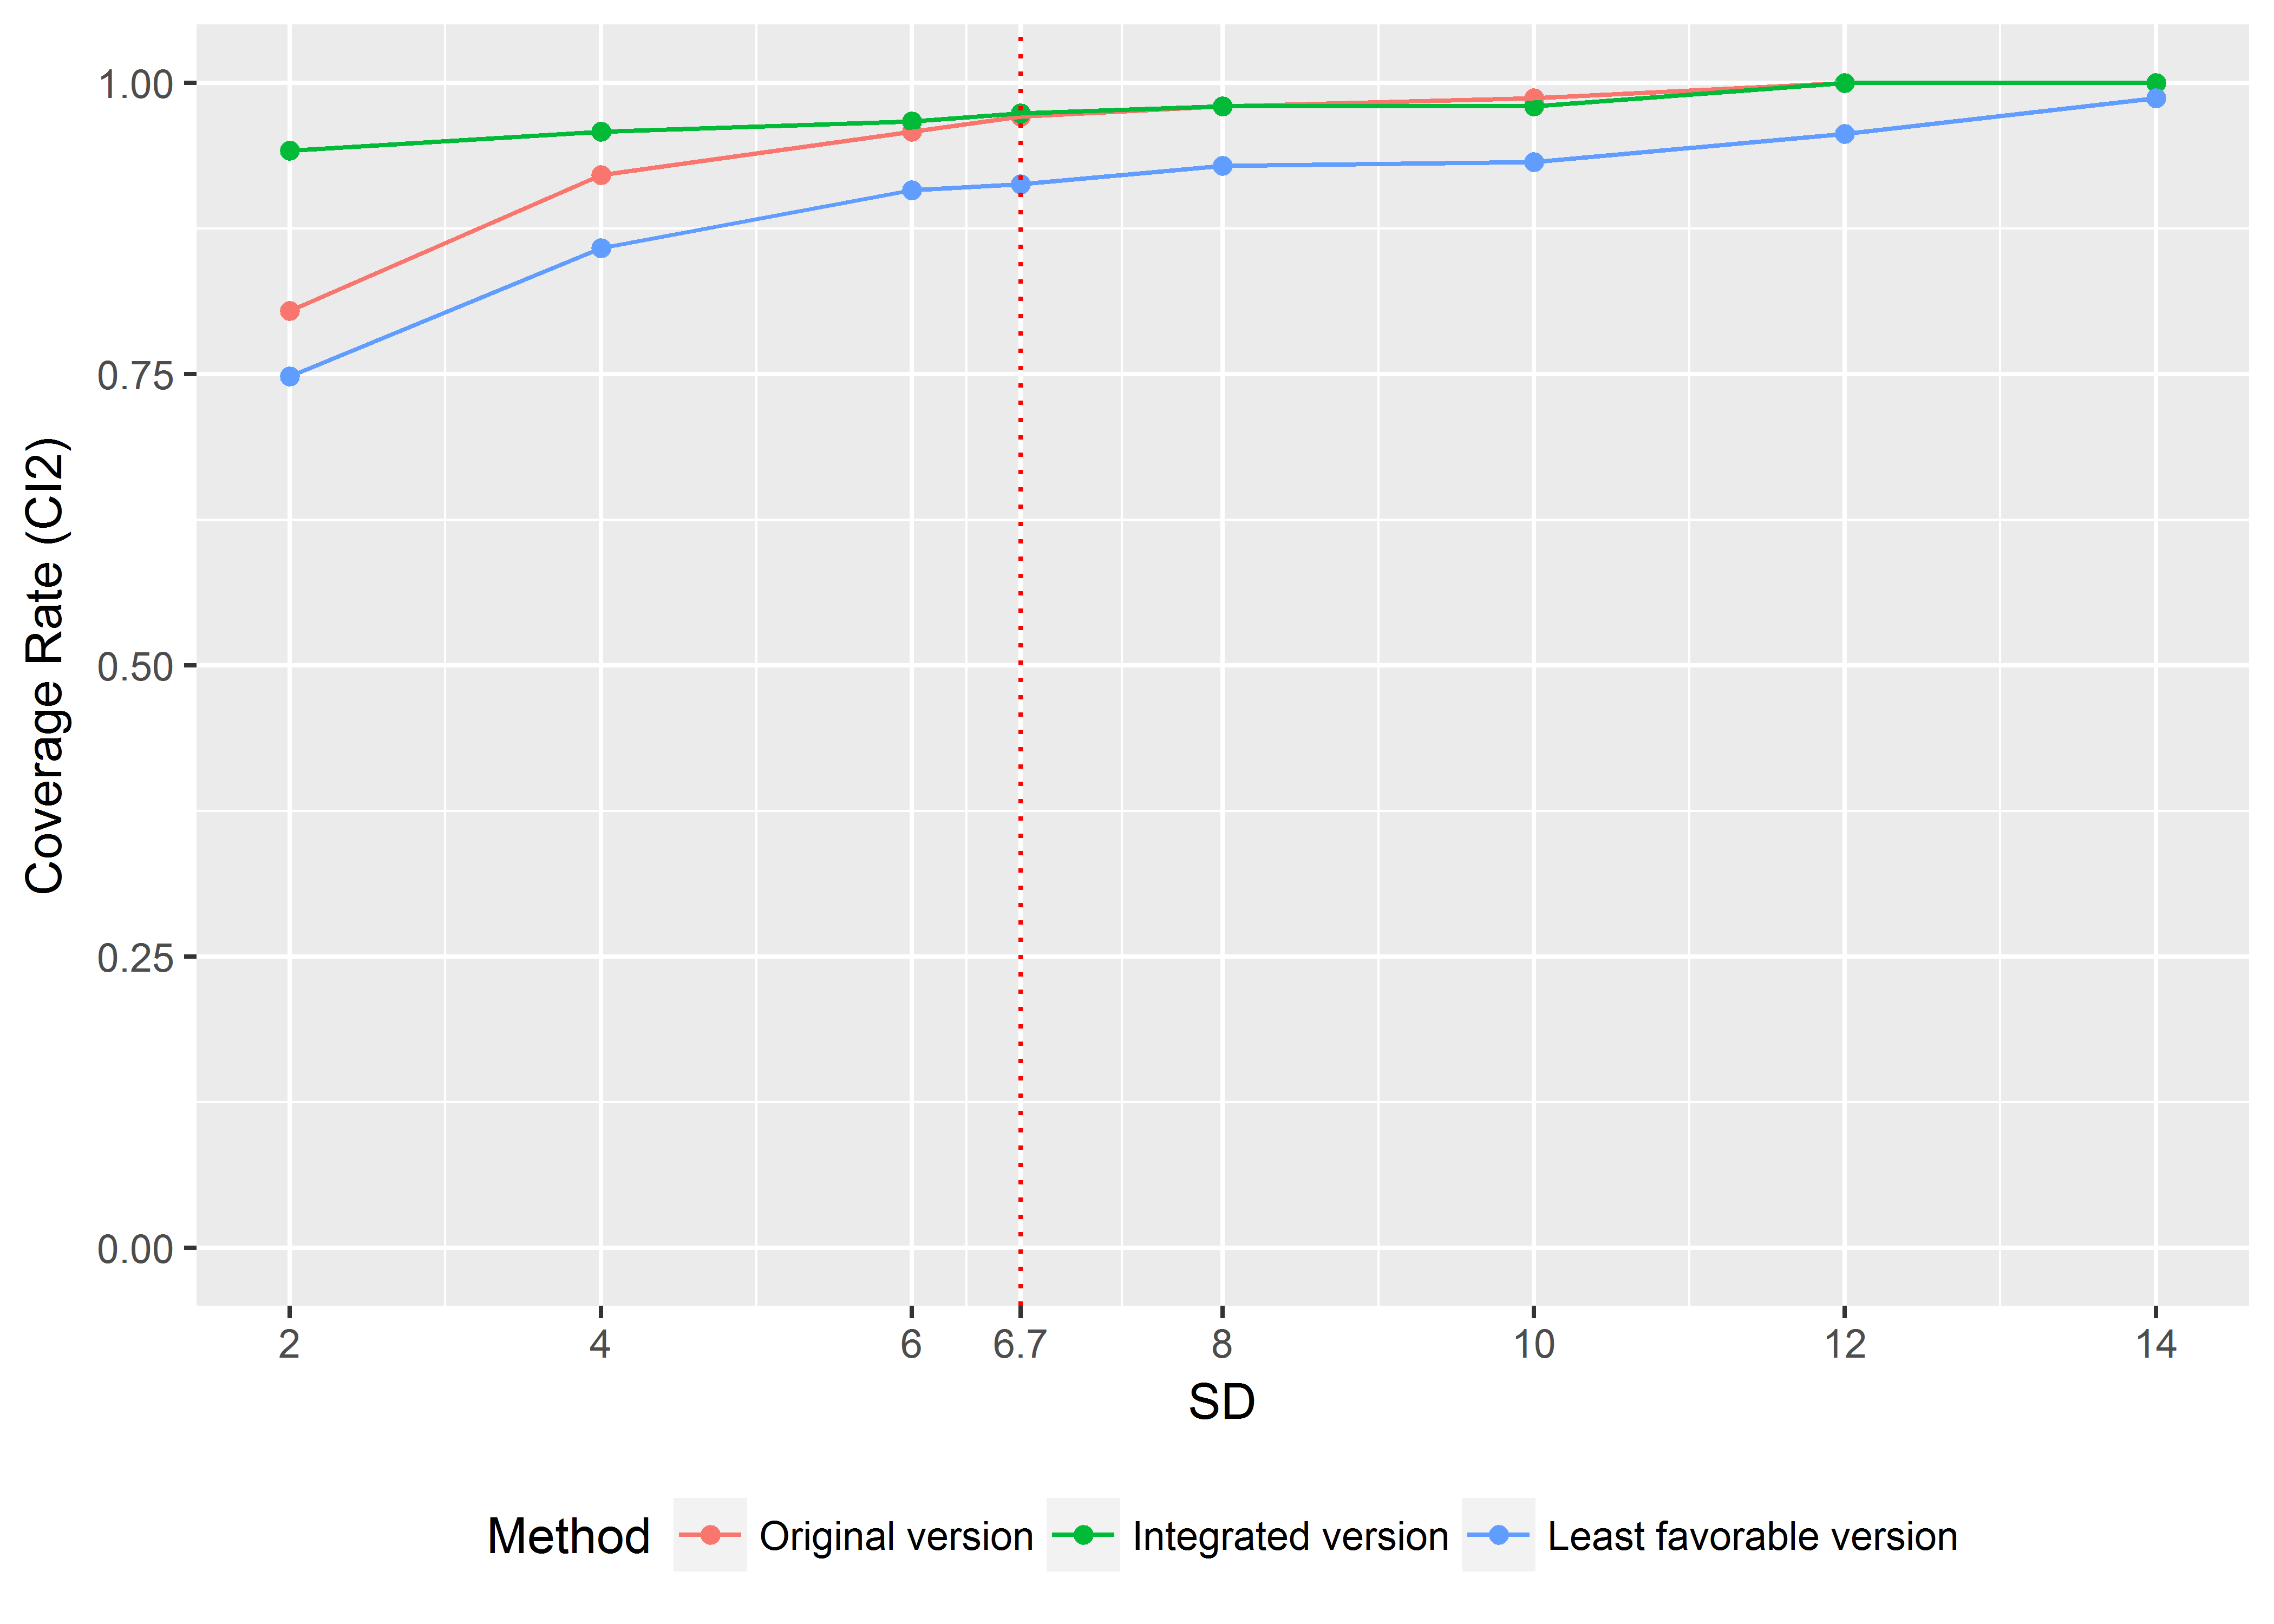 Coverage Rate (CI2)
1.00
0.75
0.50
0.25
0.00
2 4 6 6.7 8 10 12 14
SD
Method Original version Integrated version Least favorable version